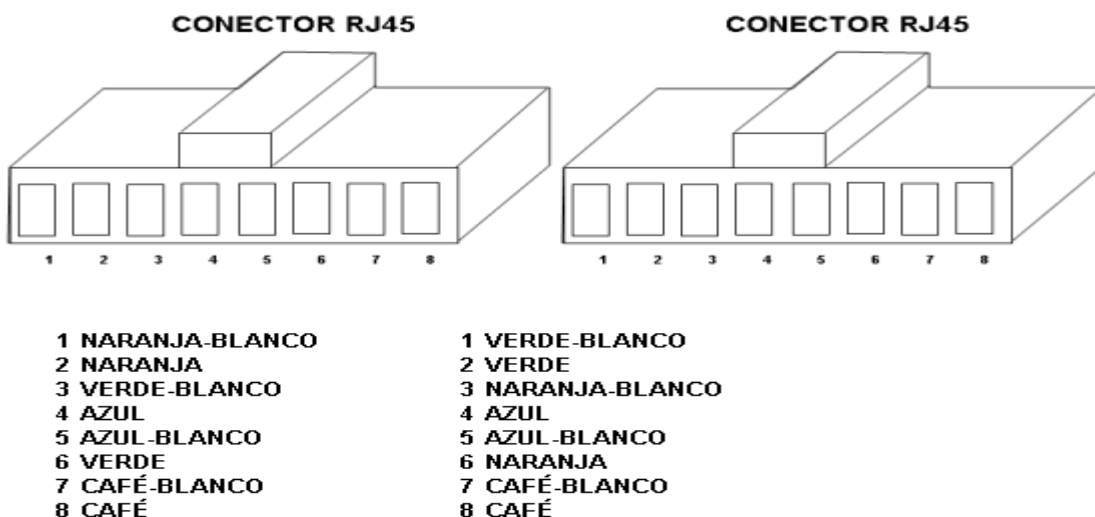 CONECTOR RJ45
1 2 3 4 5 6 7 8
1 NARANJA-BLANCO
2 NARANJA
3 VERDE-BLANCO
4 AZUL
5 AZUL-BLANCO
6 VERDE
7 CAFÉ-BLANCO
8 CAFÉ
CONECTOR RJ45
1 2 3 4 5 6 7 8
1 VERDE-BLANCO
2 VERDE
3 NARANJA-BLANCO
4 AZUL
5 AZUL-BLANCO
6 NARANJA
7 CAFÉ-BLANCO
8 CAFÉ